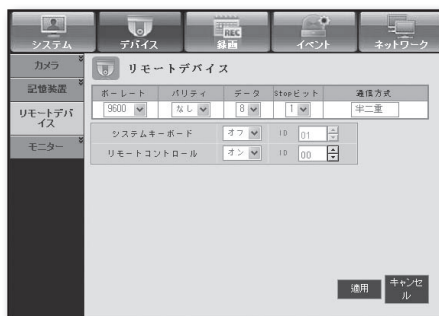 システム デバイス 録画 イベント ネットワーク
REC
カメラ
記憶装置
リモートデバイス
モニター
リモートデバイス
ボーレート パリティ データ Stopビット 通信方式
9600 なし 8 1 半二重
システムキーボード オフ ID 01
リモートコントロール オン ID 00
適用 キャンセル